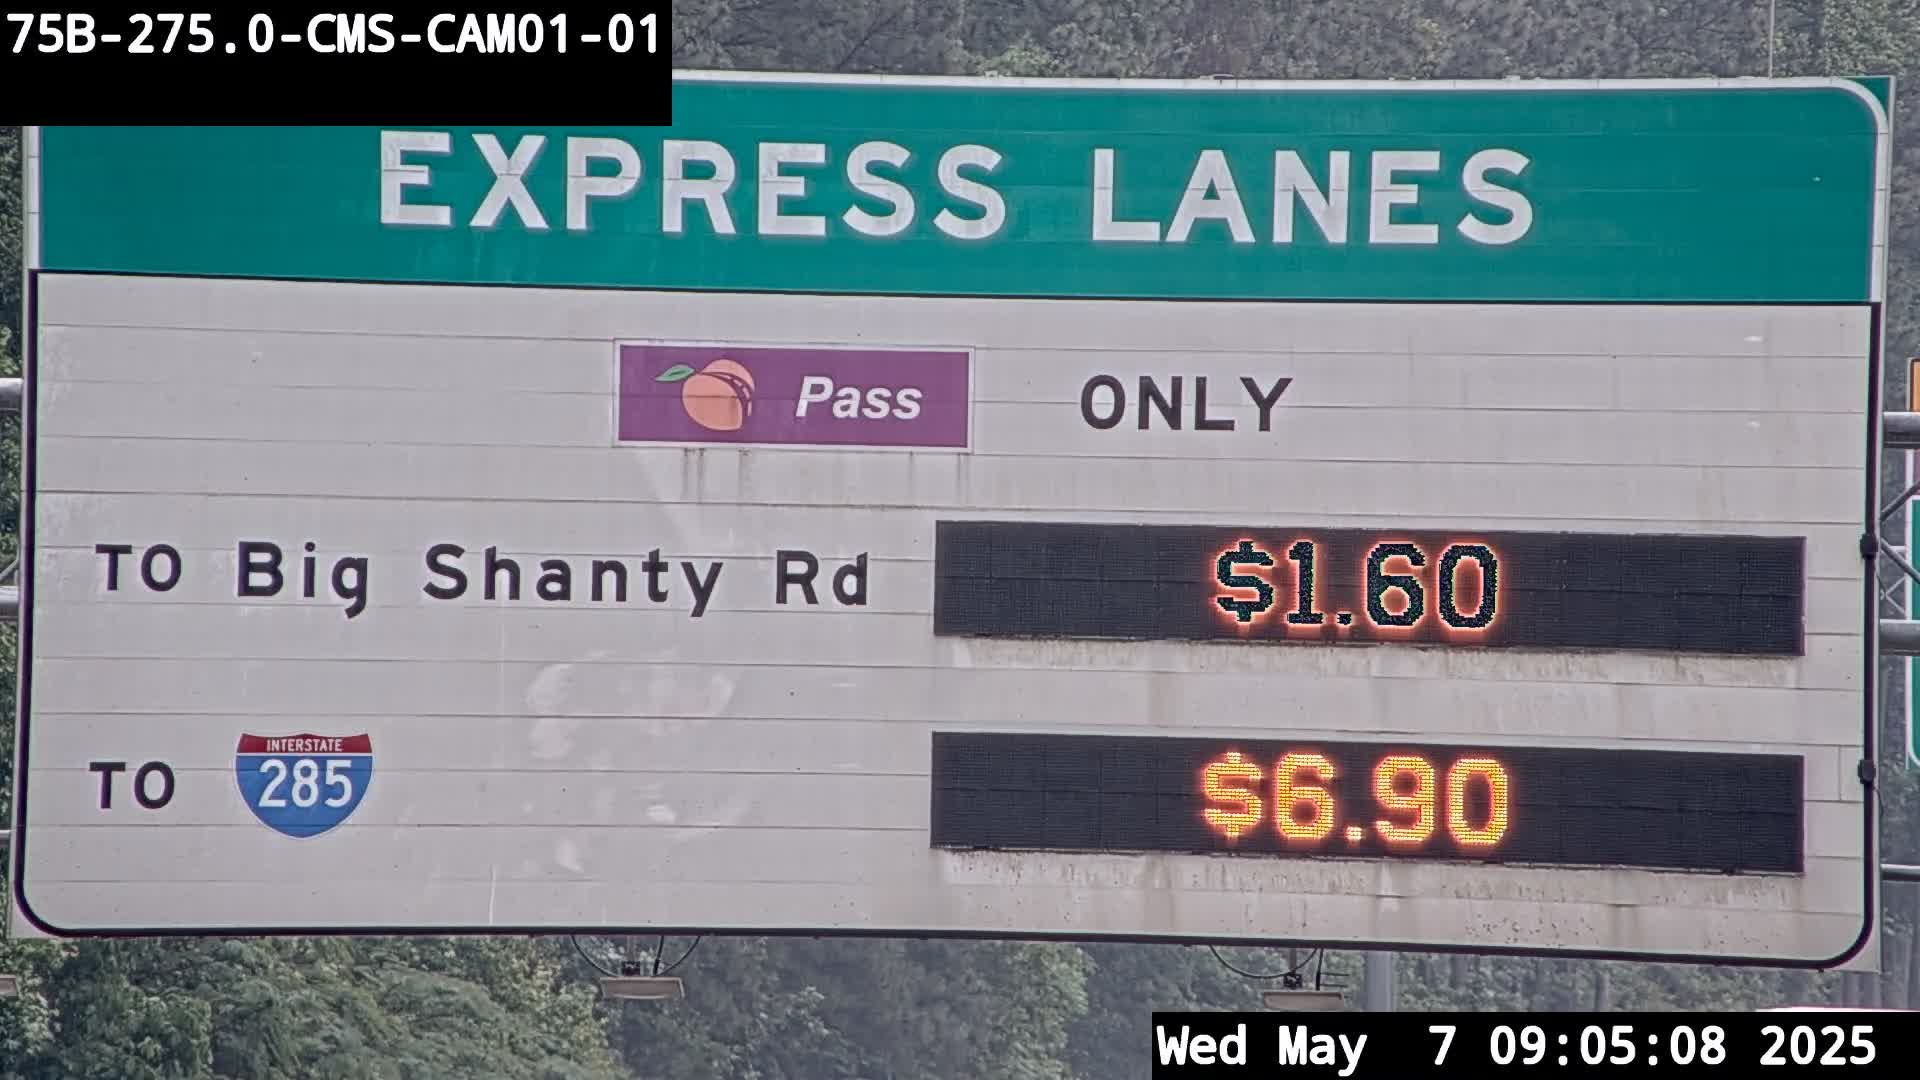 75B-275.0-CMS-CAM01-01
EXPRESS LANES
Pass ONLY
TO Big Shanty Rd $1.60
TO INTERSTATE 285 $6.90
Wed May 7 09:05:08 2025